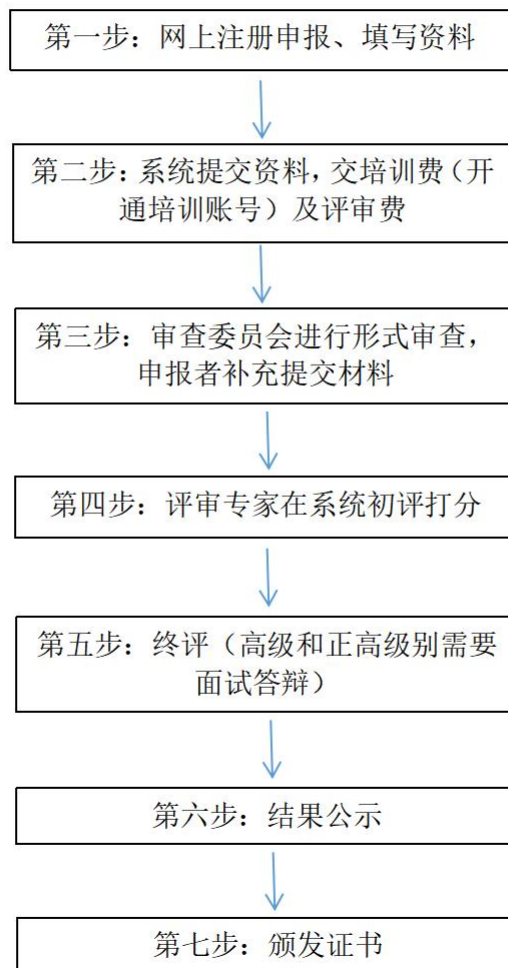 第一步：网上注册申报、填写资料
第二步：系统提交资料，交培训费（开
通培训账号）及评审费
第三步：审查委员会进行形式审查，
申报者补充提交材料
第四步：评审专家在系统初评打分
第五步：终评（高级和正高级别需要
面试答辩）
第六步：结果公示
第七步：颁发证书